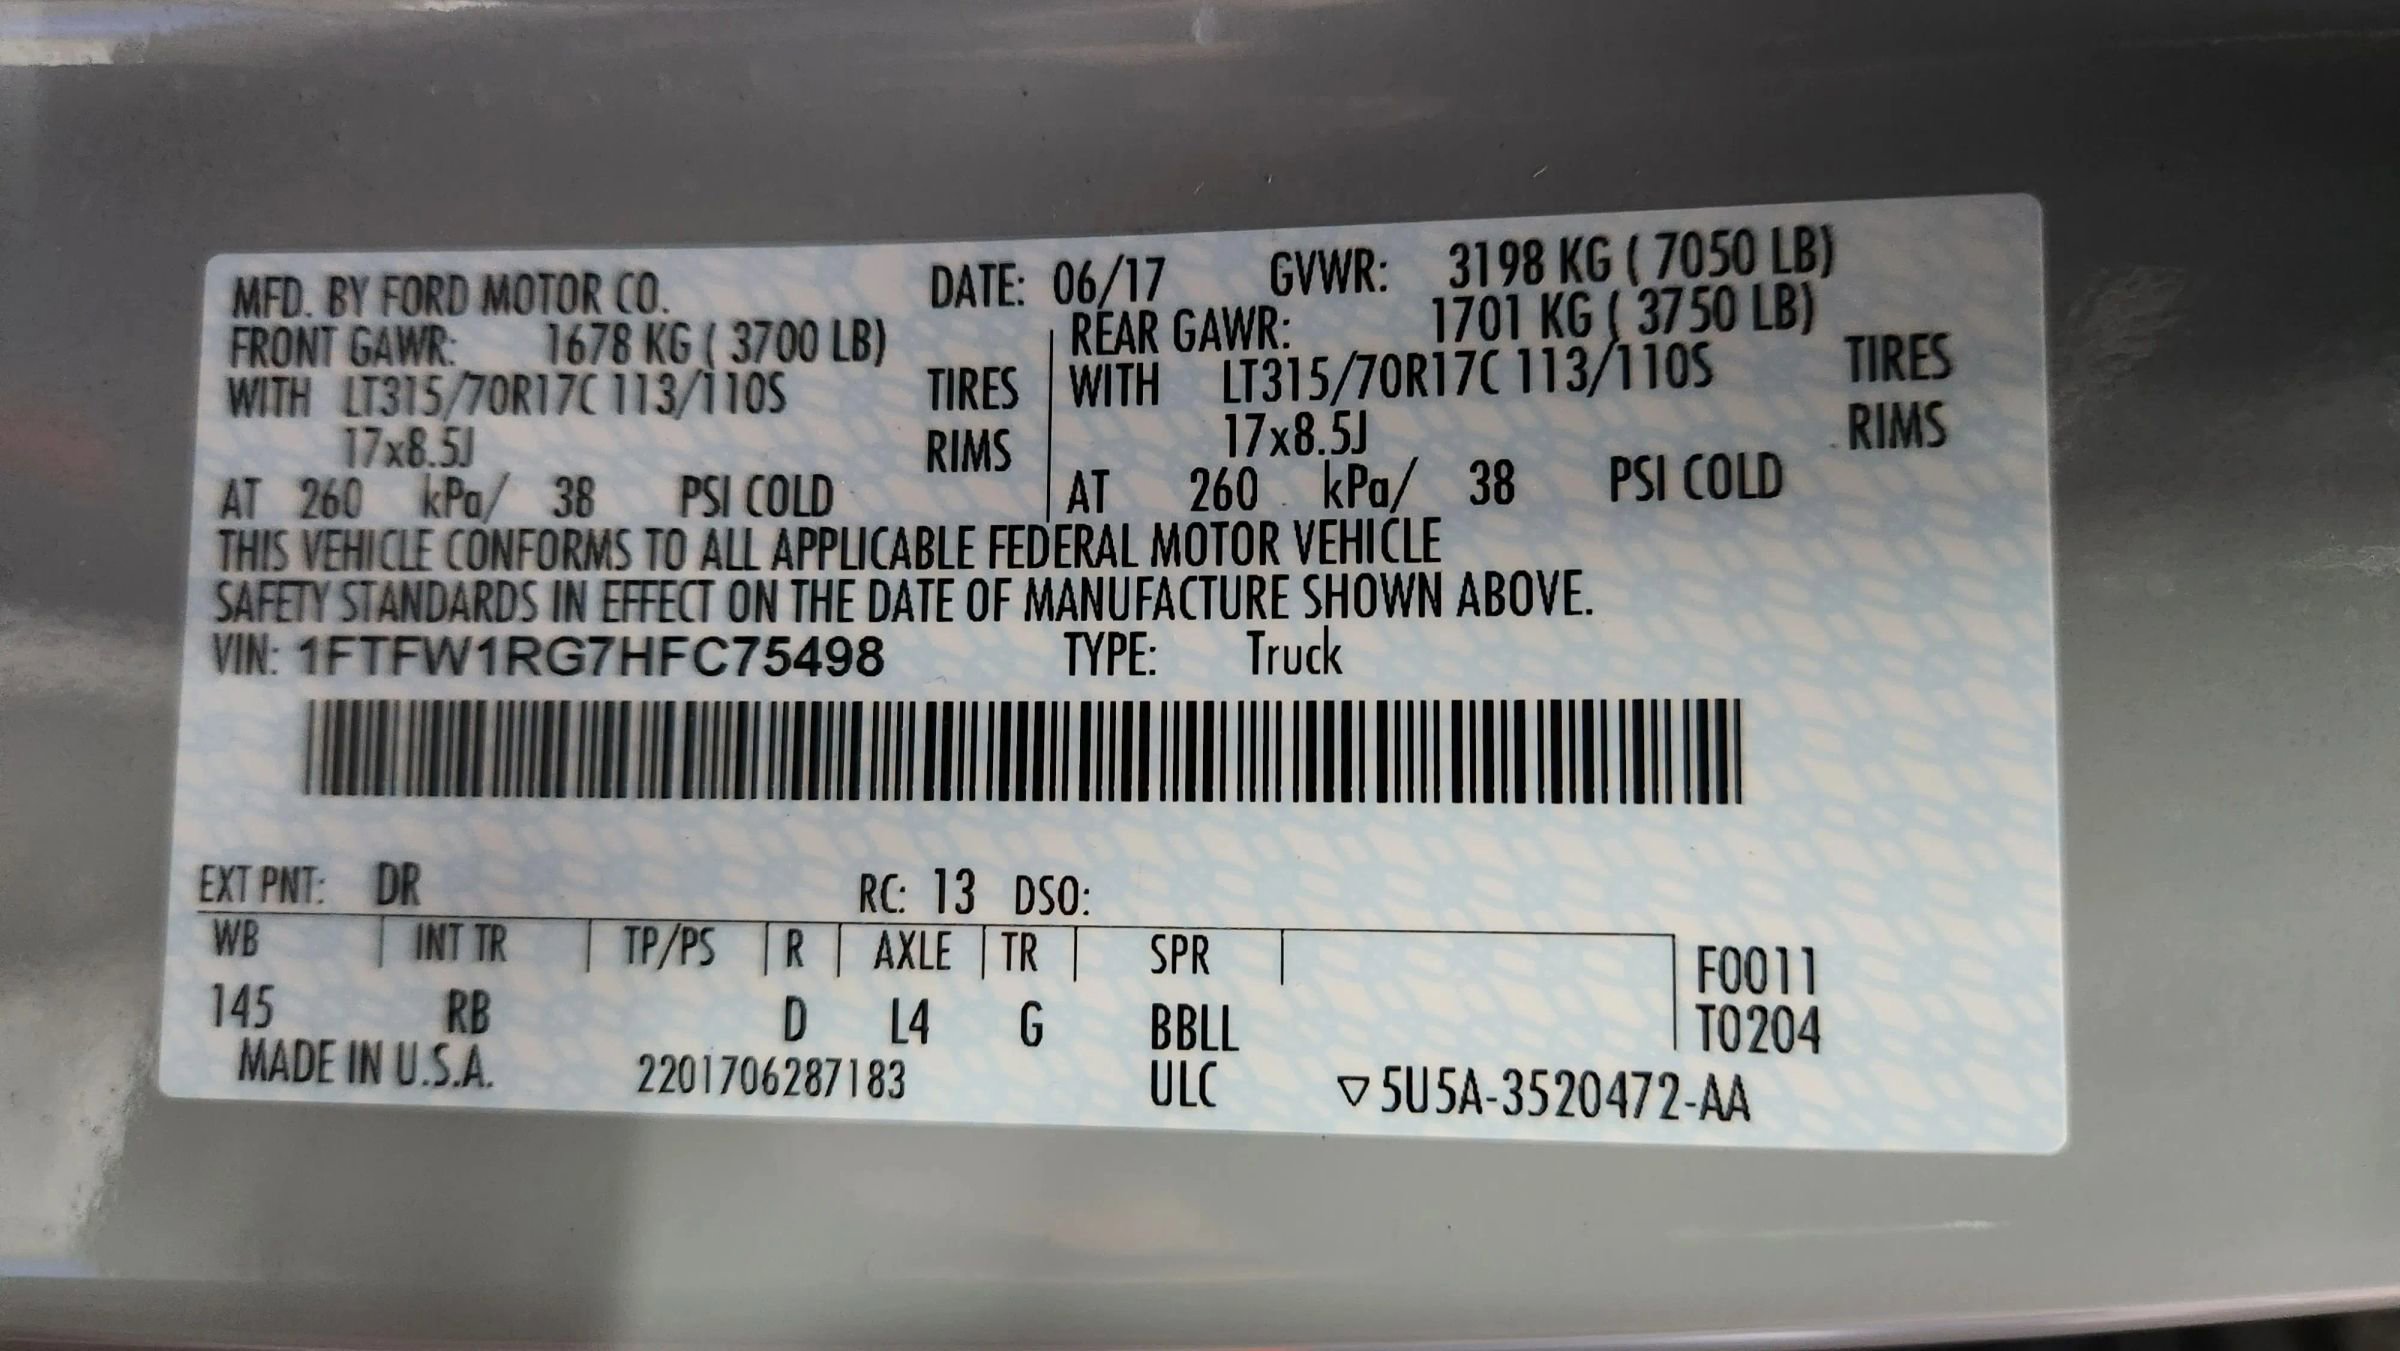 MFD. BY FORD MOTOR CO. DATE: 06/17 GVWR: 3198 KG ( 7050 LB)
FRONT GAWR: 1678 KG ( 3700 LB) REAR GAWR: 1701 KG ( 3750 LB)
WITH LT315/70R17C 113/110S TIRES WITH LT315/70R17C 113/110S TIRES
17x8.5J RIMS 17x8.5J RIMS
AT 260 kPa/ 38 PSI COLD AT 260 kPa/ 38 PSI COLD
THIS VEHICLE CONFORMS TO ALL APPLICABLE FEDERAL MOTOR VEHICLE
SAFETY STANDARDS IN EFFECT ON THE DATE OF MANUFACTURE SHOWN ABOVE.
VIN: 1FTFW1RG7HFC75498 TYPE: Truck
EXT PNT: DR RC: 13 DSO:
WB INT TR TP/PS R AXLE TR SPR F0011
145 RB D L4 G BBLL T0204
MADE IN U.S.A. 2201706287183 ULC ▽5U5A-3520472-AA